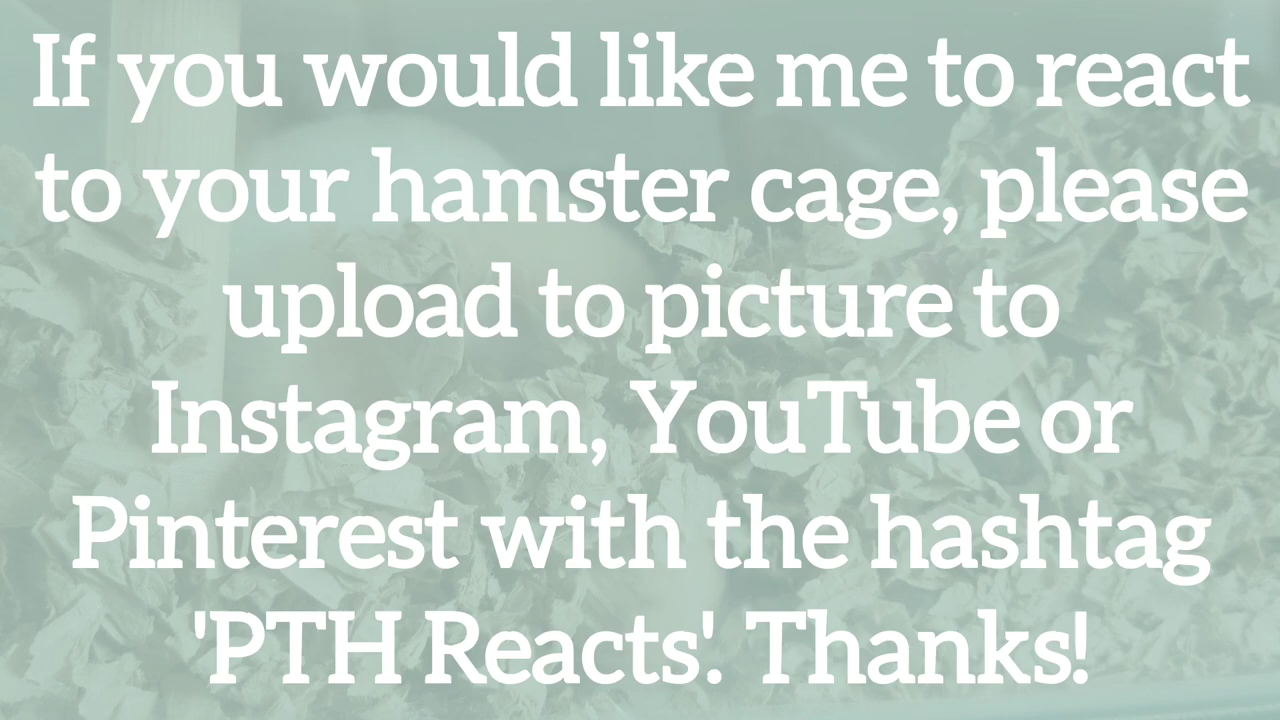 If you would like me to react
to your hamster cage, please
upload to picture to
Instagram, YouTube or
Pinterest with the hashtag
'PTH Reacts'. Thanks!